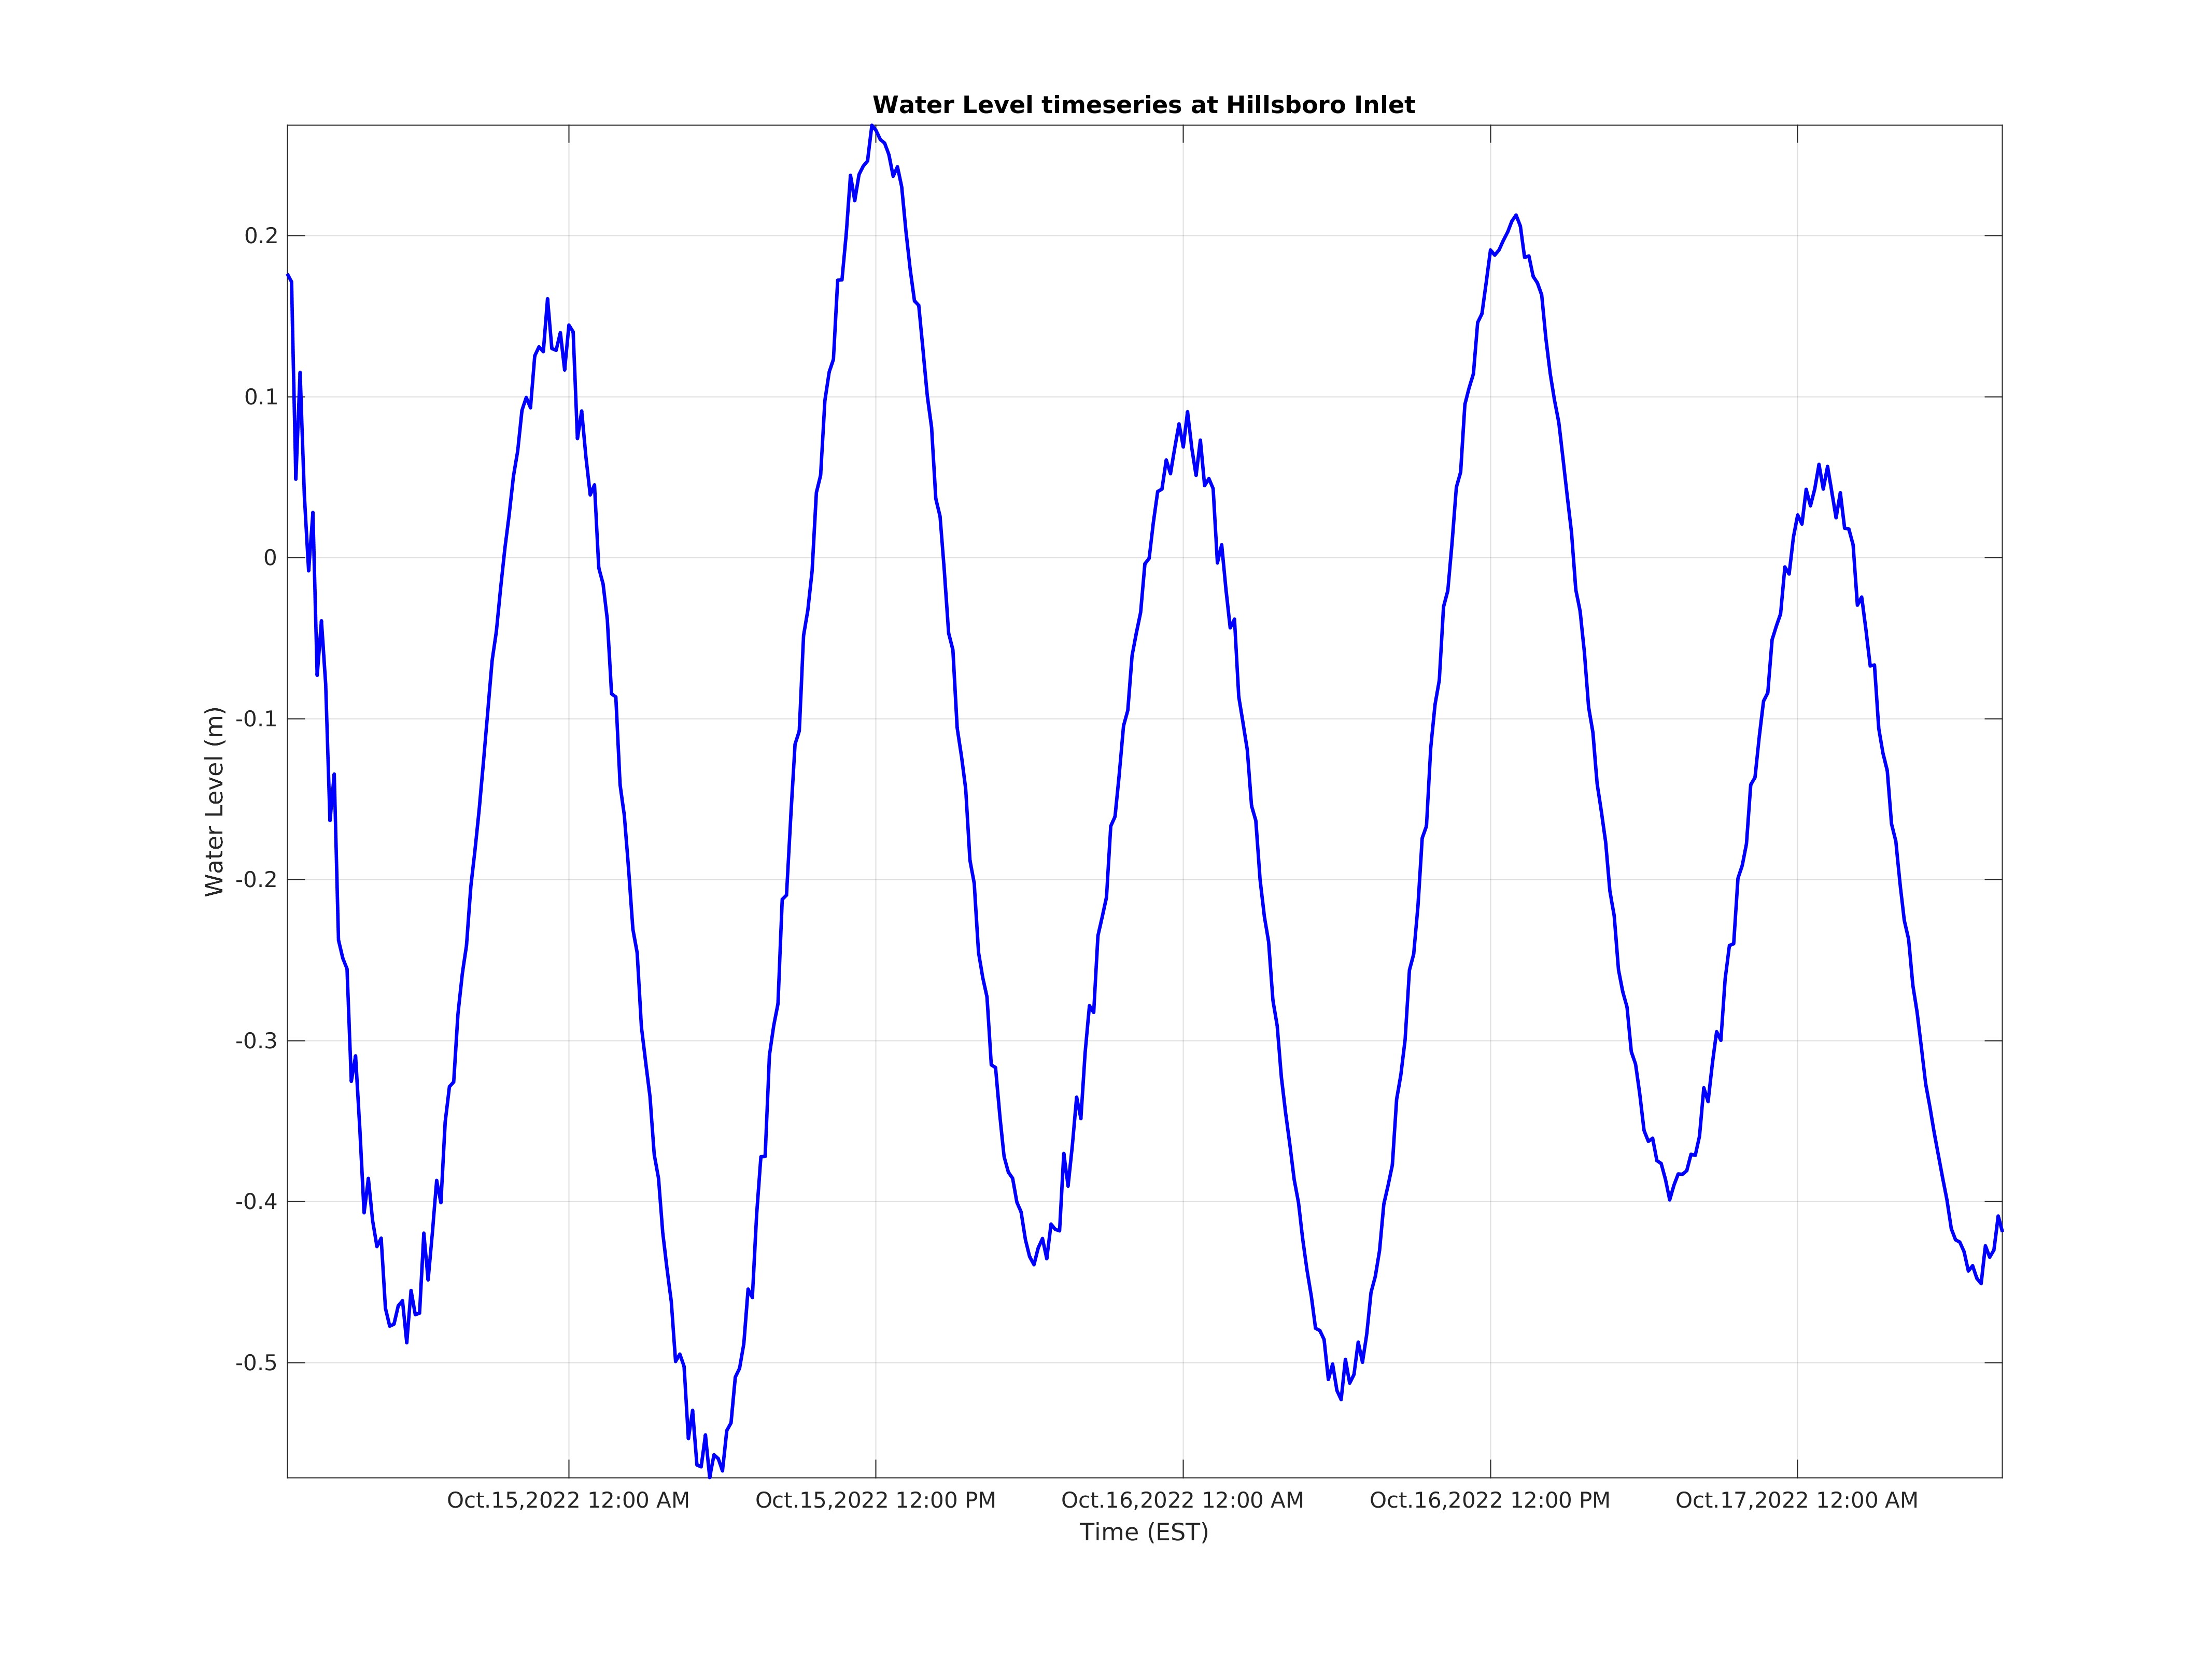 Water Level timeseries at Hillsboro Inlet
0.2
0.1
0
-0.1
-0.2
-0.3
-0.4
-0.5
Water Level (m)
Oct.15,2022 12:00 AM
Oct.15,2022 12:00 PM
Oct.16,2022 12:00 AM
Oct.16,2022 12:00 PM
Oct.17,2022 12:00 AM
Time (EST)